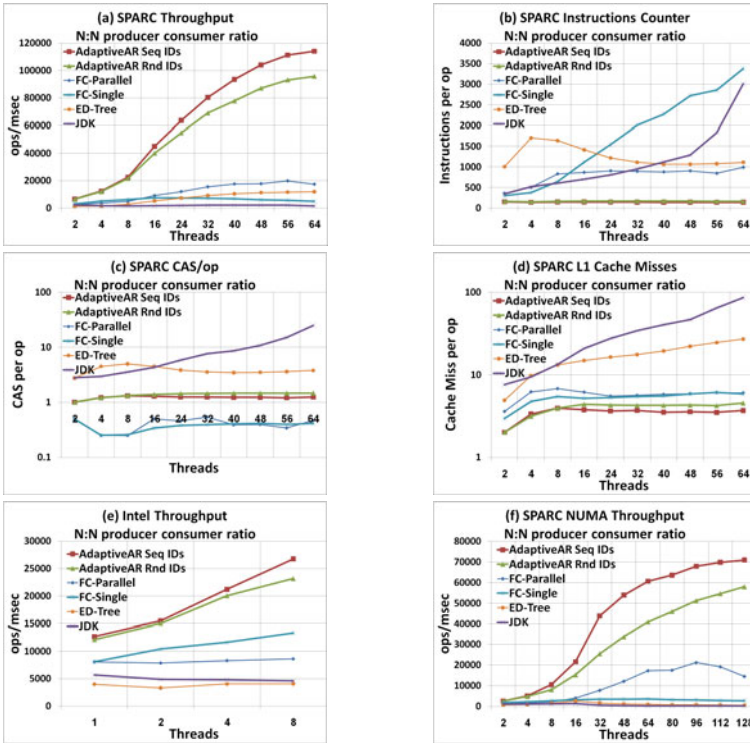 (a) SPARC Throughput
N:N producer consumer ratio
120000
100000
80000
60000
40000
20000
0
ops/msec
AdaptiveAR Seq IDs
AdaptiveAR Rnd IDs
FC-Parallel
FC-Single
ED-Tree
JDK
2 4 8 16 24 32 40 48 56 64
Threads
(b) SPARC Instructions Counter
N:N producer consumer ratio
4000
3500
3000
2500
2000
1500
1000
500
0
Instructions per op
AdaptiveAR Seq IDs
AdaptiveAR Rnd IDs
FC-Parallel
FC-Single
ED-Tree
JDK
2 4 8 16 24 32 40 48 56 64
Threads
(c) SPARC CAS/op
N:N producer consumer ratio
100
10
1
0.1
CAS per op
AdaptiveAR Seq IDs
AdaptiveAR Rnd IDs
FC-Parallel
FC-Single
ED-Tree
JDK
2 4 8 16 24 32 40 48 56 64
Threads
(d) SPARC L1 Cache Misses
N:N producer consumer ratio
100
10
1
Cache Miss per op
AdaptiveAR Seq IDs
AdaptiveAR Rnd IDs
FC-Parallel
FC-Single
ED-Tree
JDK
2 4 8 16 24 32 40 48 56 64
Threads
(e) Intel Throughput
N:N producer consumer ratio
30000
25000
20000
15000
10000
5000
0
ops/msec
AdaptiveAR Seq IDs
AdaptiveAR Rnd IDs
FC-Parallel
FC-Single
ED-Tree
JDK
1 2 4 8
Threads
(f) SPARC NUMA Throughput
N:N producer consumer ratio
80000
70000
60000
50000
40000
30000
20000
10000
0
ops/msec
AdaptiveAR Seq IDs
AdaptiveAR Rnd IDs
FC-Parallel
FC-Single
ED-Tree
JDK
2 4 8 16 32 48 64 80 96 112 128
Threads